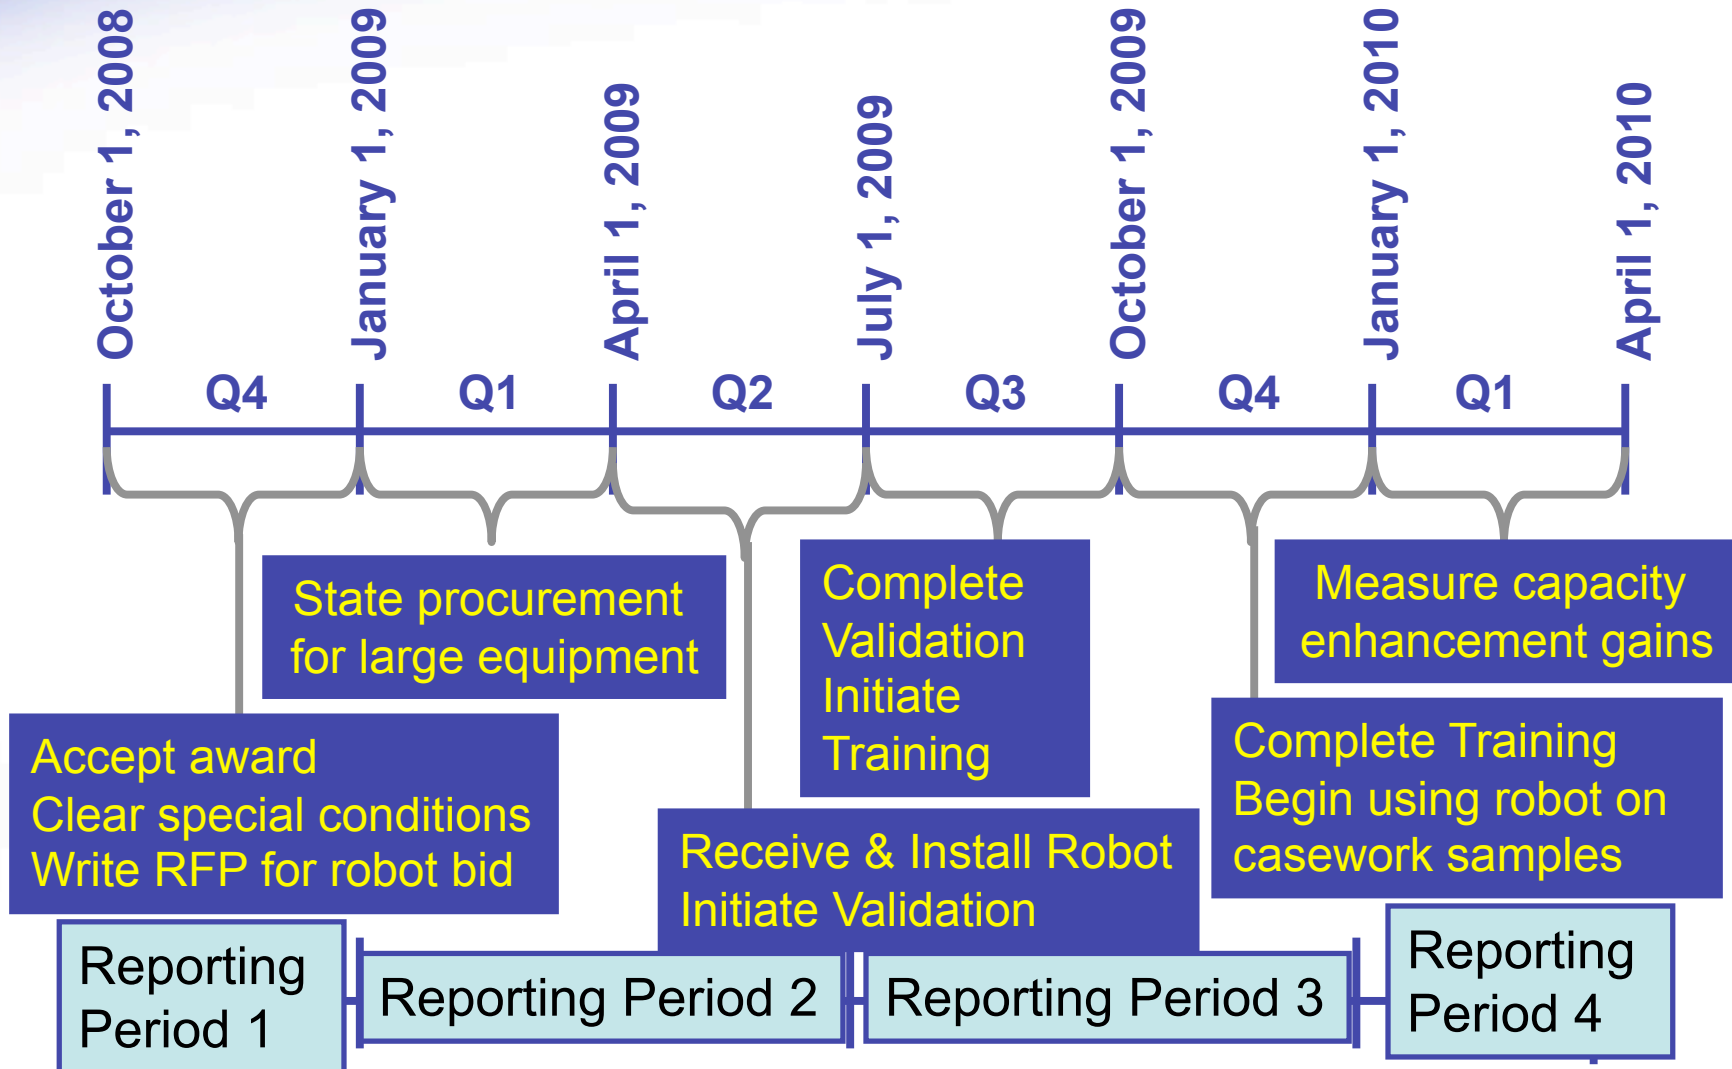 October 1, 2008
January 1, 2009
April 1, 2009
July 1, 2009
October 1, 2009
January 1, 2010
April 1, 2010
Q4
Q1
Q2
Q3
Q4
Q1
Accept award
Clear special conditions
Write RFP for robot bid
State procurement
for large equipment
Receive & Install Robot
Initiate Validation
Complete
Validation
Initiate
Training
Complete Training
Begin using robot on
casework samples
Measure capacity
enhancement gains
Reporting
Period 1
Reporting Period 2
Reporting Period 3
Reporting
Period 4